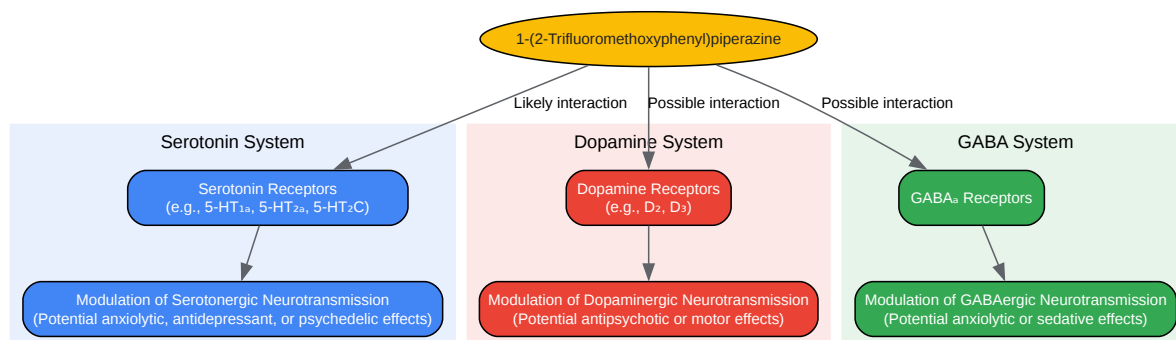 1-(2-Trifluoromethoxyphenyl)piperazine
Likely interaction
Possible interaction
Possible interaction
Serotonin System
Dopamine System
GABA System
Serotonin Receptors
(e.g., 5-HT₁ₐ, 5-HT₂ₐ, 5-HT₂C)
Dopamine Receptors
(e.g., D₂, D₃)
GABAₐ Receptors
Modulation of Serotonergic Neurotransmission
(Potential anxiolytic, antidepressant, or psychedelic effects)
Modulation of Dopaminergic Neurotransmission
(Potential antipsychotic or motor effects)
Modulation of GABAergic Neurotransmission
(Potential anxiolytic or sedative effects)